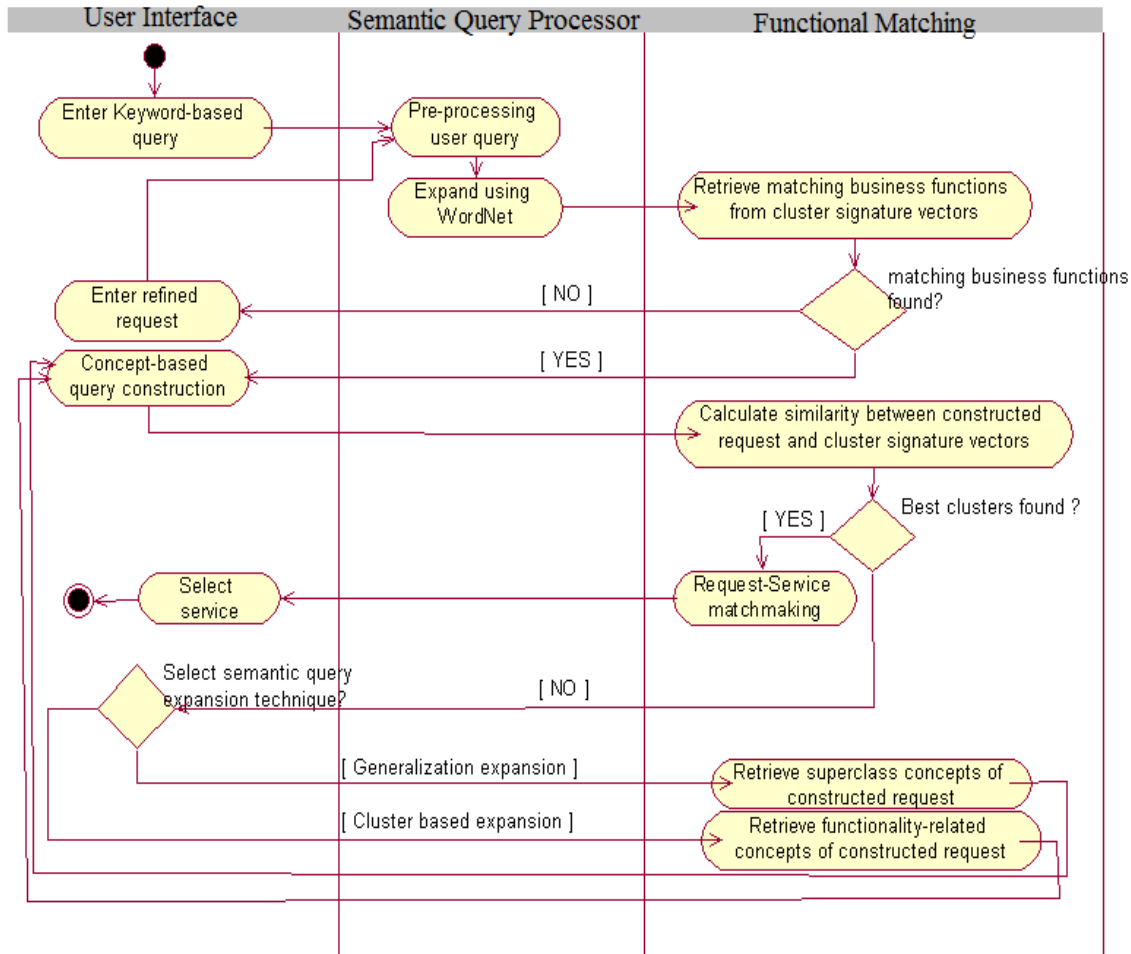 User Interface
Semantic Query Processor
Functional Matching
Enter Keyword-based
query
Pre-processing
user query
Expand using
WordNet
Retrieve matching business functions
from cluster signature vectors
matching business functions
found?
[ NO ]
Enter refined
request
[ YES ]
Concept-based
query construction
Calculate similarity between constructed
request and cluster signature vectors
Best clusters found ?
[ YES ]
Request-Service
matchmaking
Select
service
Select semantic query
expansion technique?
[ NO ]
[ Generalization expansion ]
Retrieve superclass concepts of
constructed request
[ Cluster based expansion ]
Retrieve functionality-related
concepts of constructed request